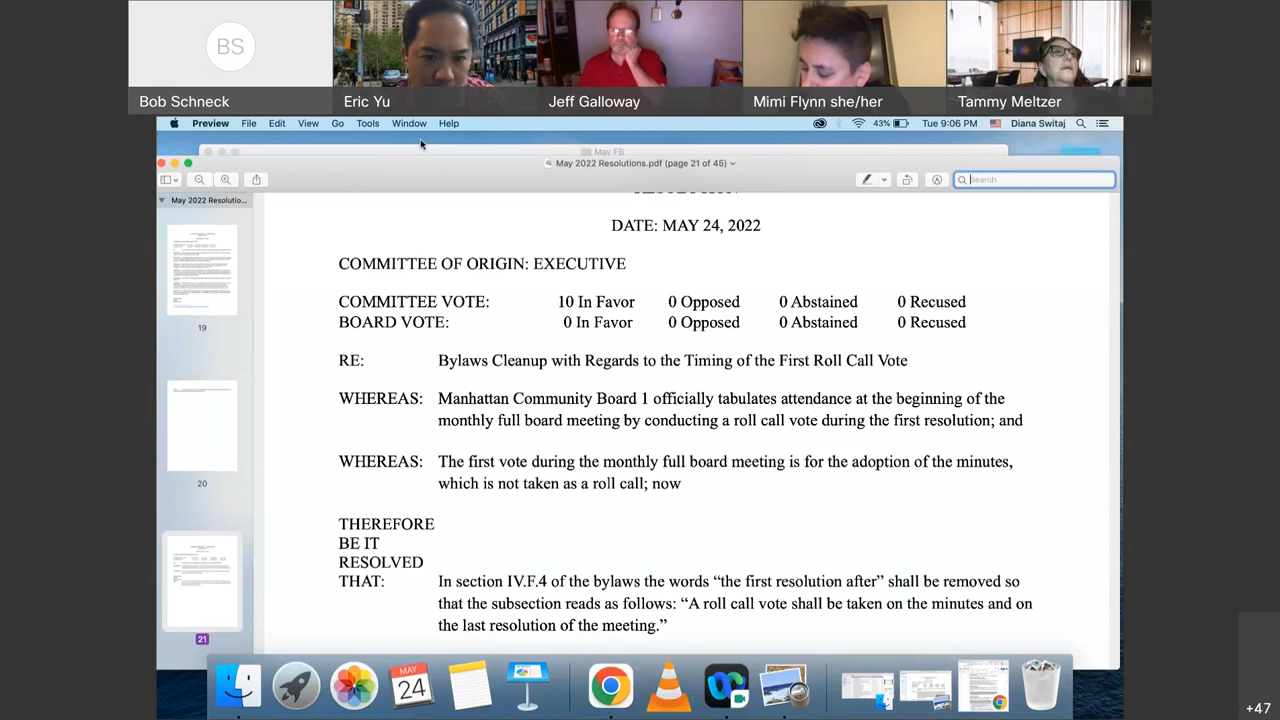 BS
Bob Schneck
Eric Yu
Jeff Galloway
Mimi Flynn she/her
Tammy Meltzer
Preview File Edit View Go Tools Window Help 43% Tue 9:06 PM Diana Switaj
May FB
May 2022 Resolutions.pdf (page 21 of 45)
Search
May 2022 Resolutio...
19
20
21
DATE: MAY 24, 2022
COMMITTEE OF ORIGIN: EXECUTIVE
COMMITTEE VOTE: 10 In Favor 0 Opposed 0 Abstained 0 Recused
BOARD VOTE: 0 In Favor 0 Opposed 0 Abstained 0 Recused
RE: Bylaws Cleanup with Regards to the Timing of the First Roll Call Vote
WHEREAS: Manhattan Community Board 1 officially tabulates attendance at the beginning of the
monthly full board meeting by conducting a roll call vote during the first resolution; and
WHEREAS: The first vote during the monthly full board meeting is for the adoption of the minutes,
which is not taken as a roll call; now
THEREFORE
BE IT
RESOLVED
THAT: In section IV.F.4 of the bylaws the words “the first resolution after” shall be removed so
that the subsection reads as follows: “A roll call vote shall be taken on the minutes and on
the last resolution of the meeting.”
MAY
24
+47